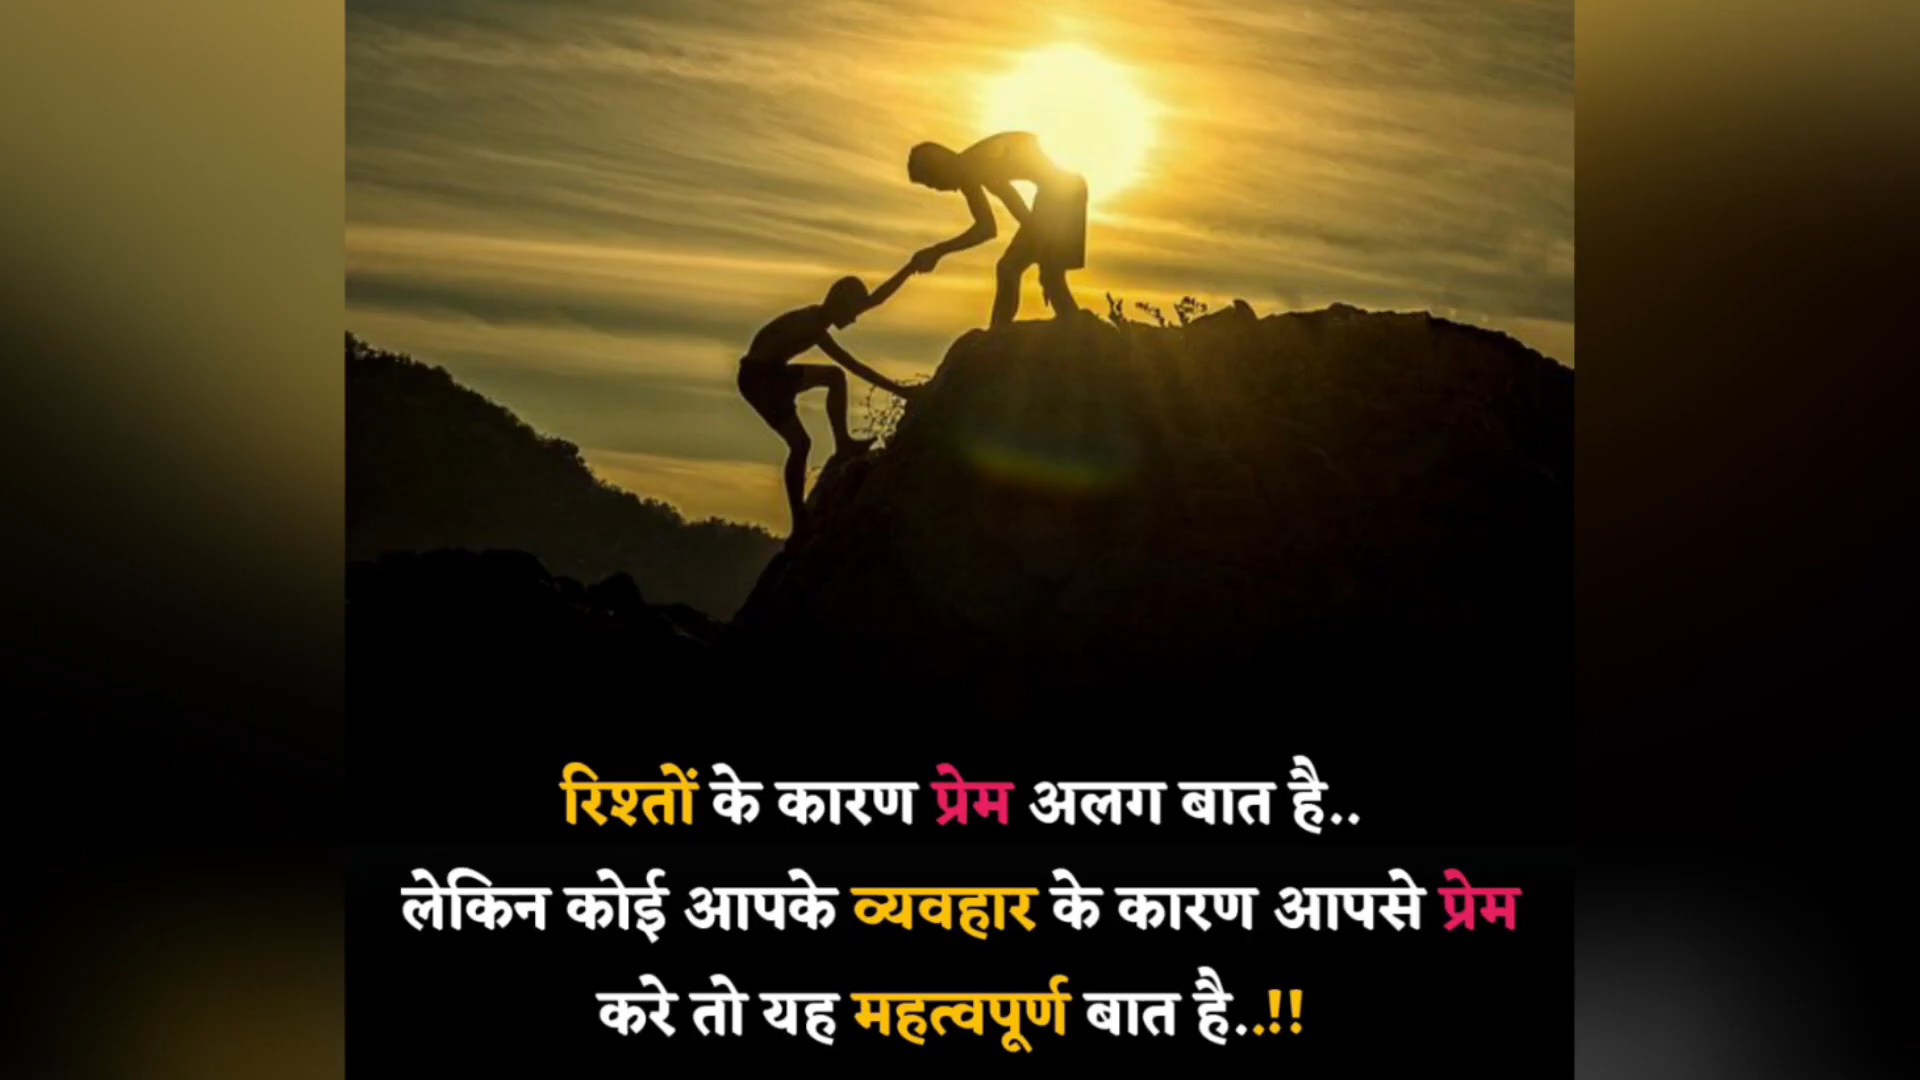 रिश्तों के कारण प्रेम अलग बात है..
लेकिन कोई आपके व्यवहार के कारण आपसे प्रेम
करे तो यह महत्वपूर्ण बात है..!!